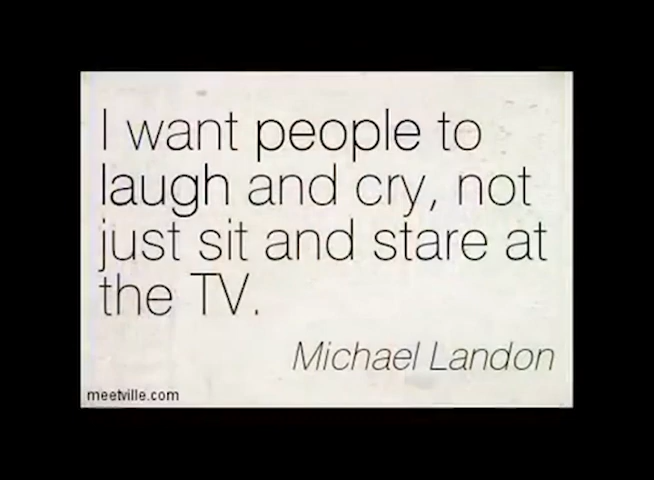 I want people to
laugh and cry, not
just sit and stare at
the TV.
Michael Landon
meetville.com